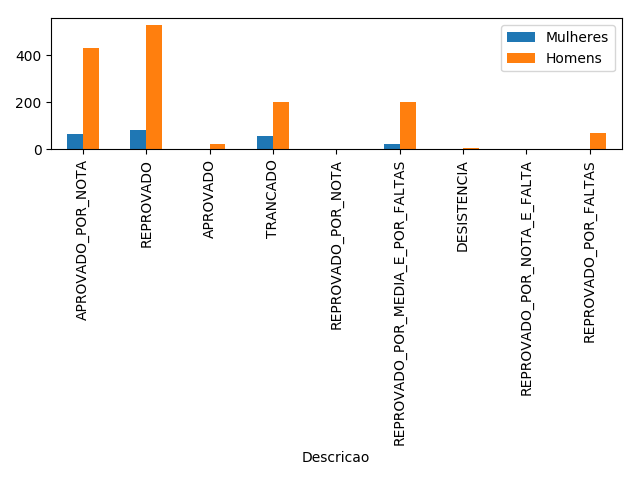 Mulheres
Homens
400
200
0
APROVADO_POR_NOTA
REPROVADO
APROVADO
TRANCADO
REPROVADO_POR_NOTA
REPROVADO_POR_MEDIA_E_POR_FALTAS
DESISTENCIA
REPROVADO_POR_NOTA_E_FALTA
REPROVADO_POR_FALTAS
Descricao